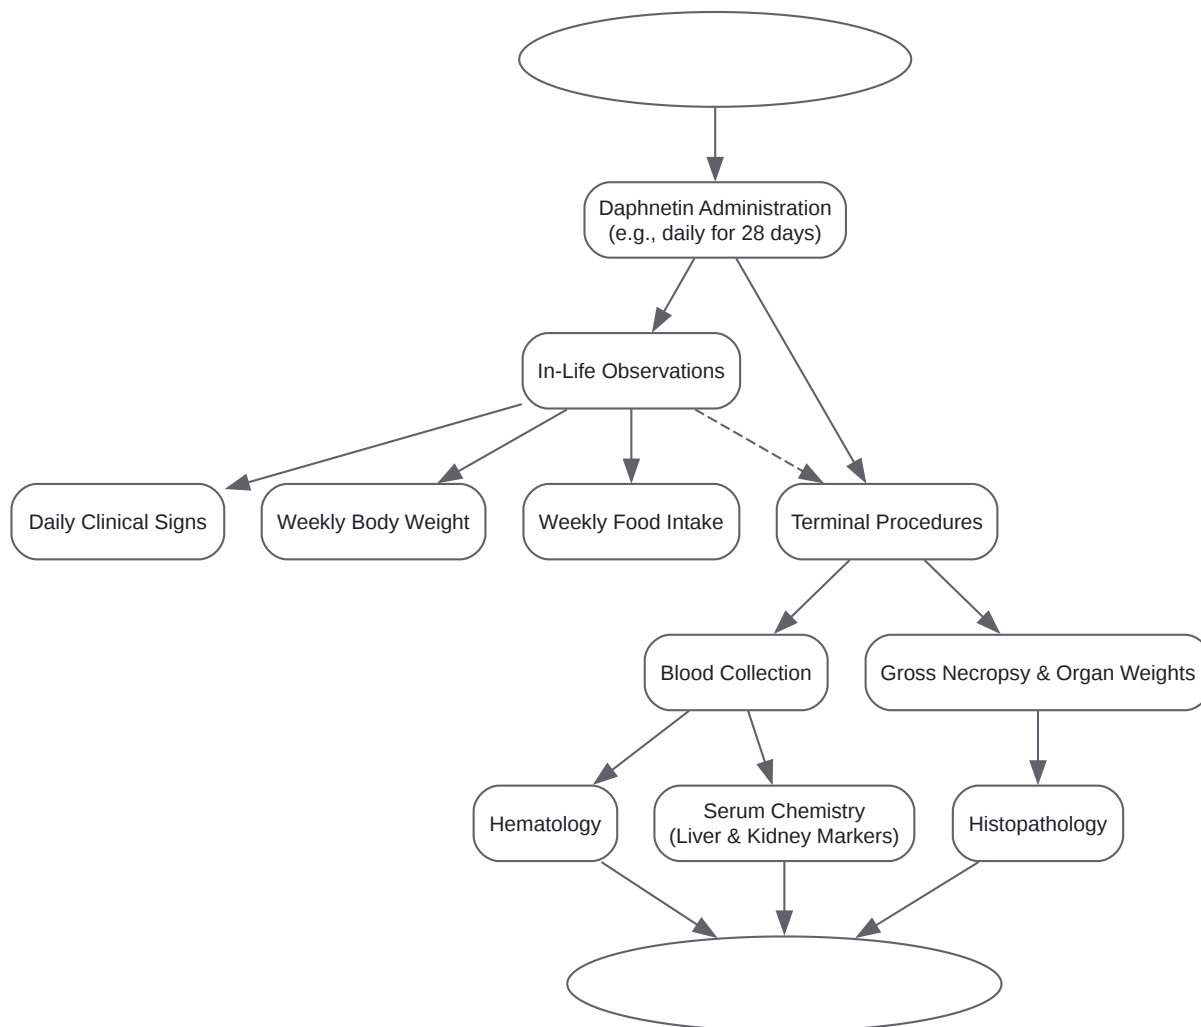 Daphnetin Administration
(e.g., daily for 28 days)
In-Life Observations
Daily Clinical Signs
Weekly Body Weight
Weekly Food Intake
Terminal Procedures
Blood Collection
Gross Necropsy & Organ Weights
Hematology
Serum Chemistry
(Liver & Kidney Markers)
Histopathology